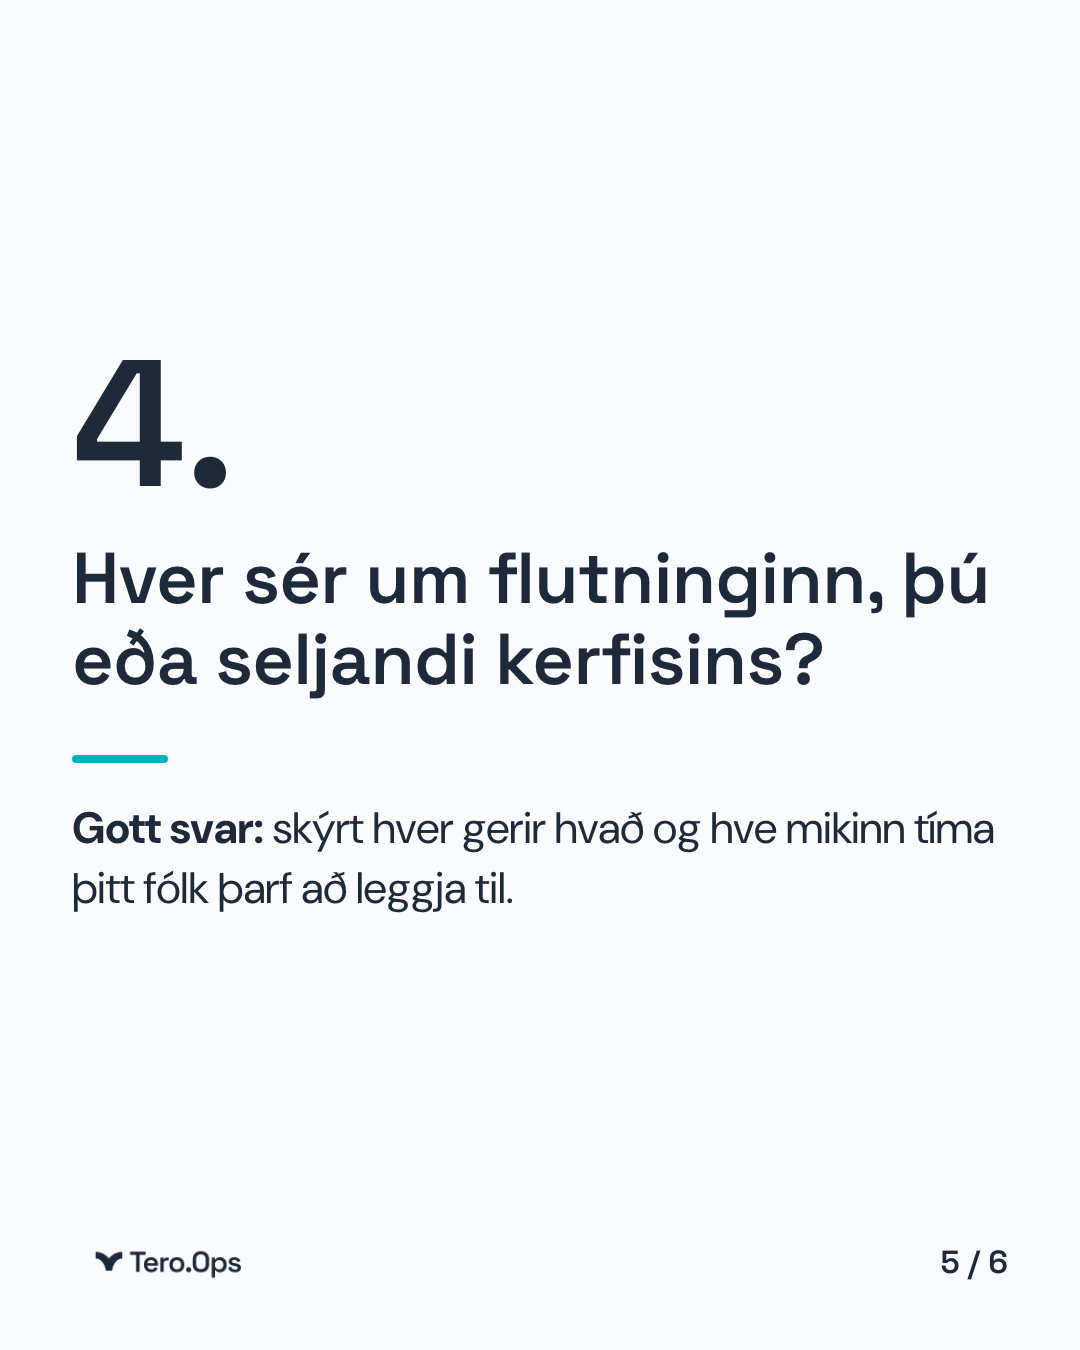 4.
Hver sér um flutninginn, þú
eða seljandi kerfisins?
Gott svar: skýrt hver gerir hvað og hve mikinn tíma
þitt fólk þarf að leggja til.
Tero.Ops
5 / 6